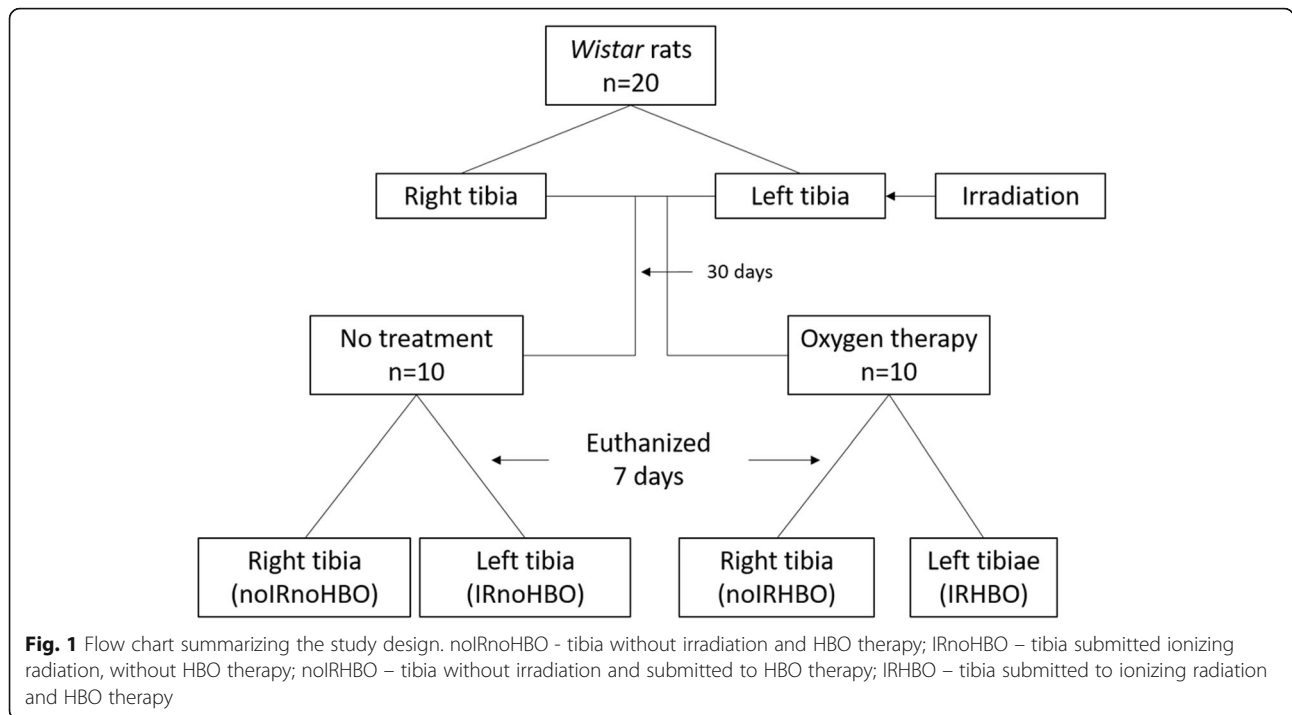 Wistar rats
n=20
Right tibia
Left tibia
Irradiation
30 days
No treatment
n=10
Oxygen therapy
n=10
Euthanized
7 days
Right tibia
(noIRnoHBO)
Left tibia
(IRnoHBO)
Right tibia
(noIRHBO)
Left tibiae
(IRHBO)
Fig. 1 Flow chart summarizing the study design. noIRnoHBO - tibia without irradiation and HBO therapy; IRnoHBO – tibia submitted ionizing
radiation, without HBO therapy; noIRHBO – tibia without irradiation and submitted to HBO therapy; IRHBO – tibia submitted to ionizing radiation
and HBO therapy